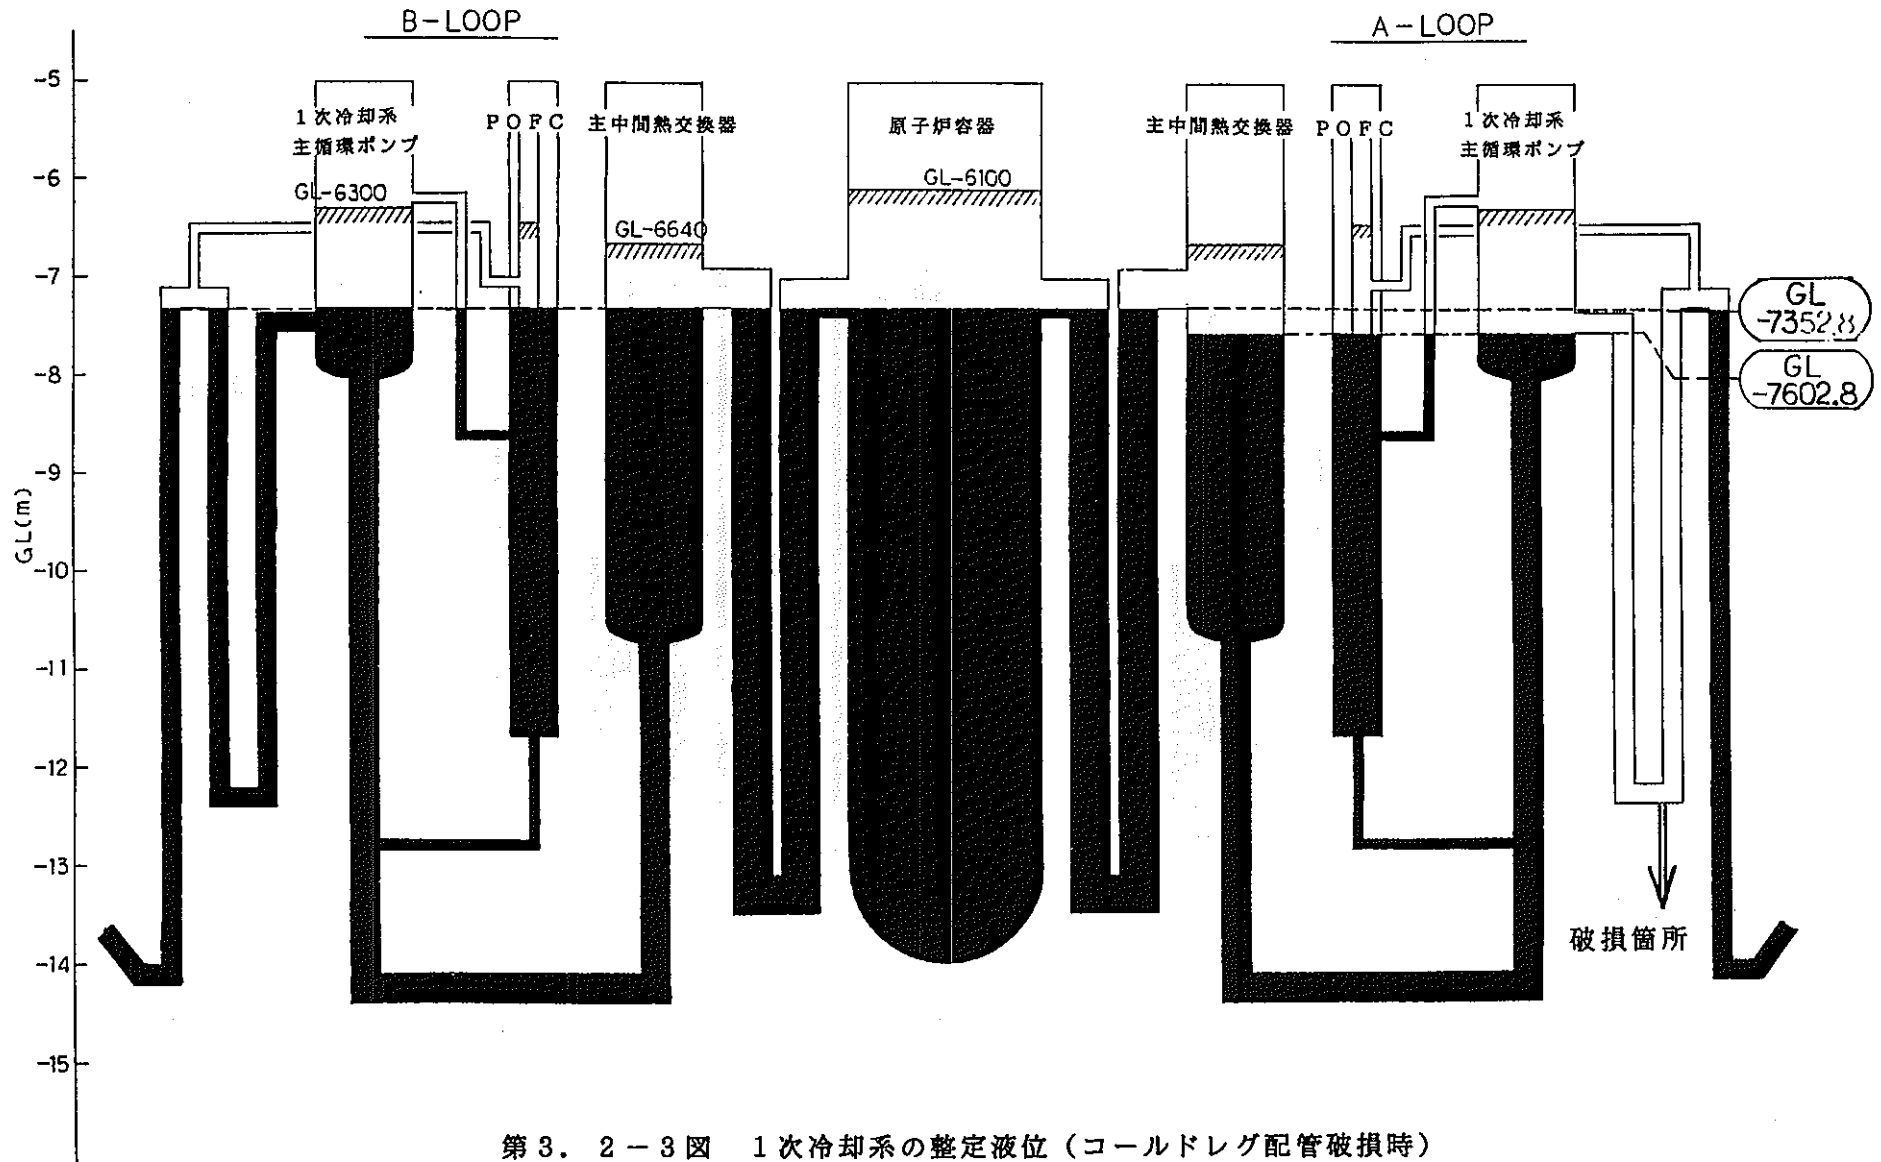 B-LOOP
A-LOOP
1次冷却系
主循環ポンプ
POFC
主中間熱交換器
原子炉容器
主中間熱交換器
POFC
1次冷却系
主循環ポンプ
GL-6300
GL-6640
GL-6100
GL
-7352.8
GL
-7602.8
-5
-6
-7
-8
-9
-10
-11
-12
-13
-14
-15
GL(m)
破損箇所
第3.2-3図 1次冷却系の整定液位(コールドレグ配管破損時)